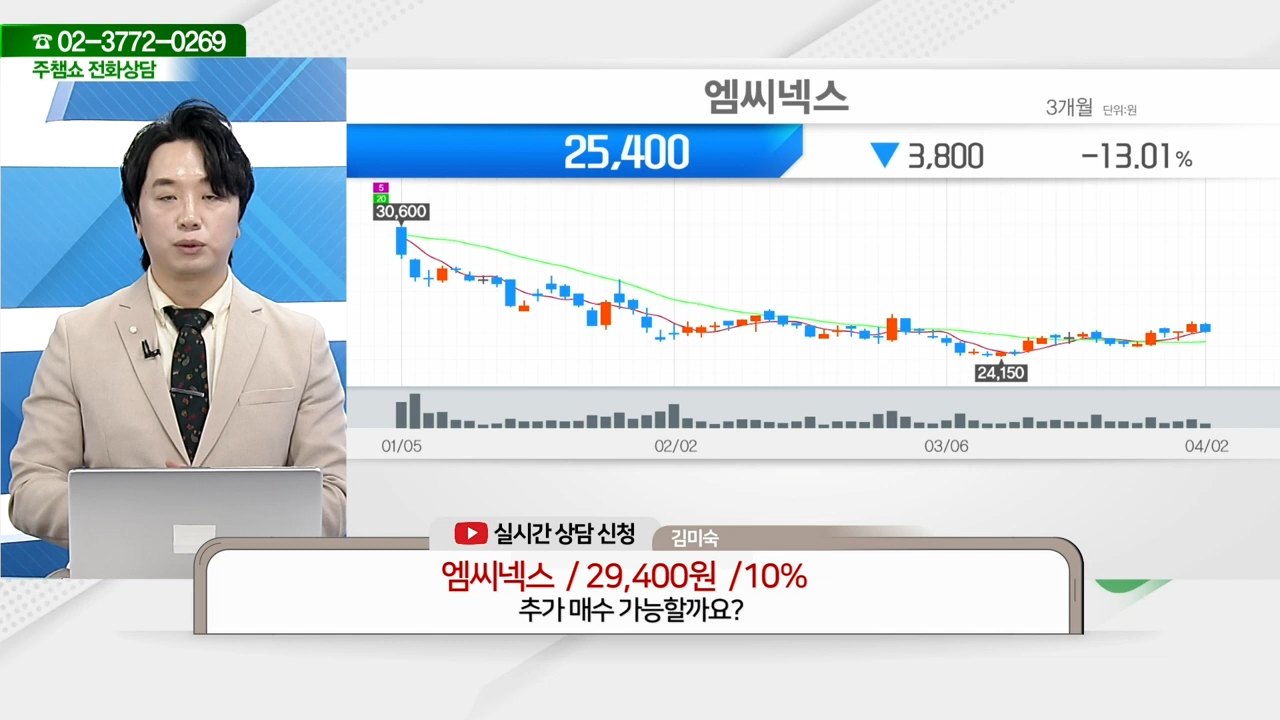 ☎ 02-3772-0269
주챔쇼 전화상담
엠씨넥스
3개월 단위:원
25,400 ▼ 3,800 -13.01%
5
20
30,600
24,150
01/05 02/02 03/06 04/02
실시간 상담 신청 김미숙
엠씨넥스 / 29,400원 /10%
추가 매수 가능할까요?